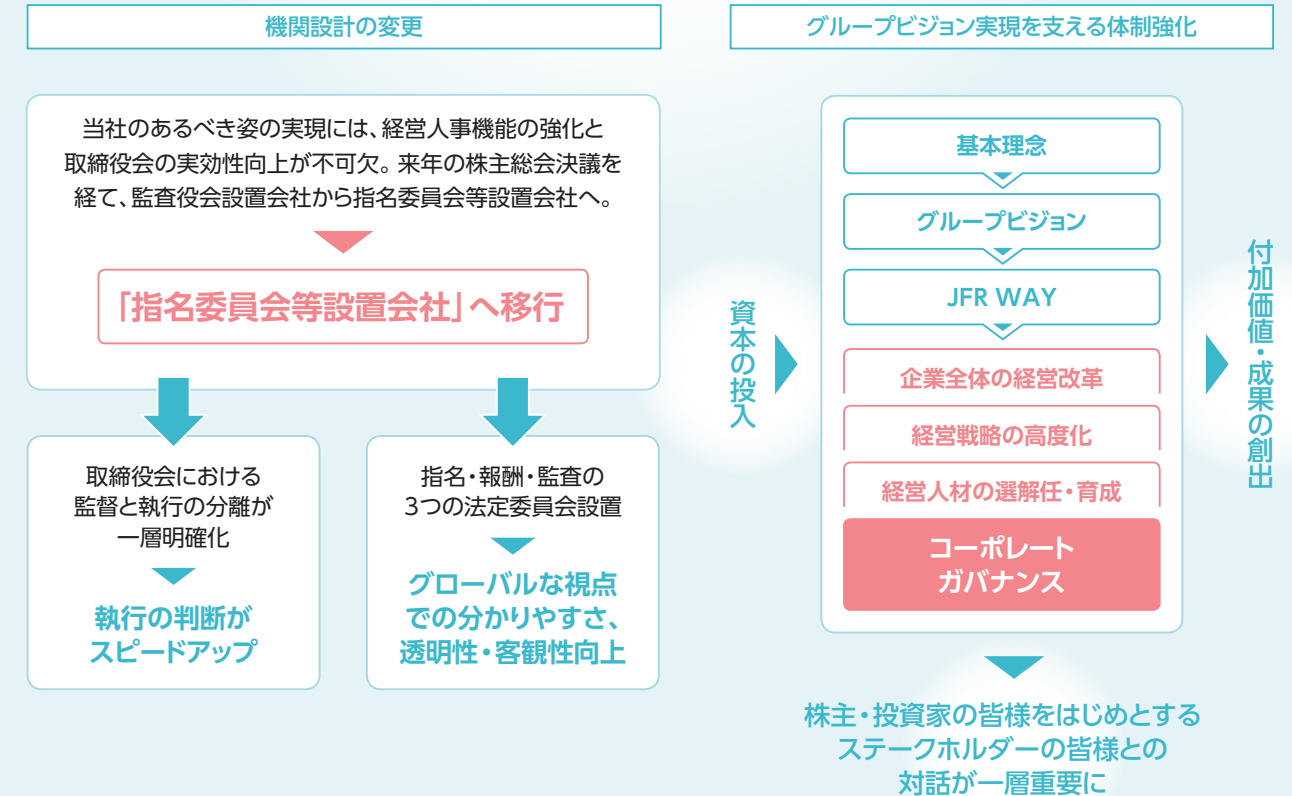 機関設計の変更
当社のあるべき姿の実現には、経営人事機能の強化と
取締役会の実効性向上が不可欠。来年の株主総会決議を
経て、監査役会設置会社から指名委員会等設置会社へ。
「指名委員会等設置会社」へ移行
取締役会における
監督と執行の分離が
一層明確化
執行の判断が
スピードアップ
指名・報酬・監査の
3つの法定委員会設置
グローバルな視点
での分かりやすさ、
透明性・客観性向上
グループビジョン実現を支える体制強化
資本の投入
基本理念
グループビジョン
JFR WAY
企業全体の経営改革
経営戦略の高度化
経営人材の選解任・育成
コーポレート
ガバナンス
付加価値・成果の創出
株主・投資家の皆様をはじめとする
ステークホルダーの皆様との
対話が一層重要に